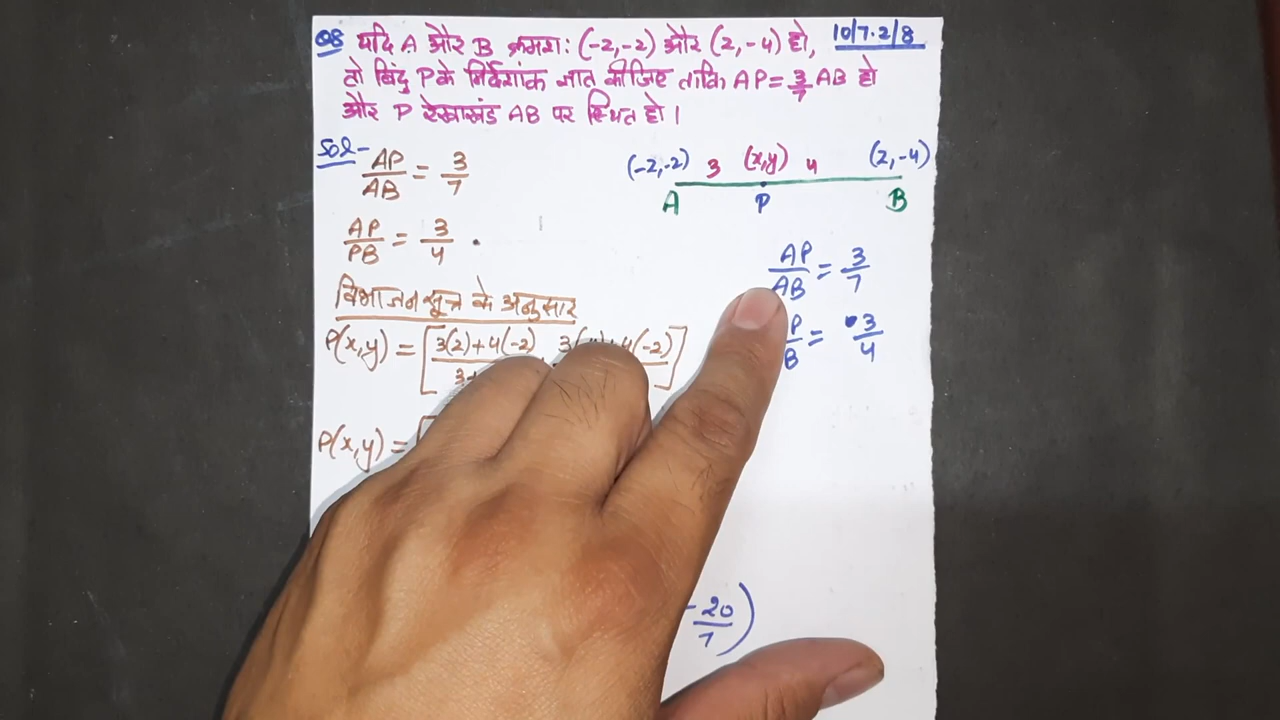 Q8 यदि A और B क्रमशः (-2,-2) और (2,-4) हो, 10/7.2/8
तो बिंदु P के निर्देशांक ज्ञात कीजिए ताकि AP = 3/7 AB हो
और P रेखाखंड AB पर स्थित हो।
Sol-
AP/AB = 3/7
(-2,-2) 3 (x,y) 4 (2,-4)
A P B
AP/PB = 3/4
AP/AB = 3/7
विभाजन सूत्र के अनुसार
P(x,y) = [3(2)+4(-2)
P(x,y) =
3/4
-20/7)